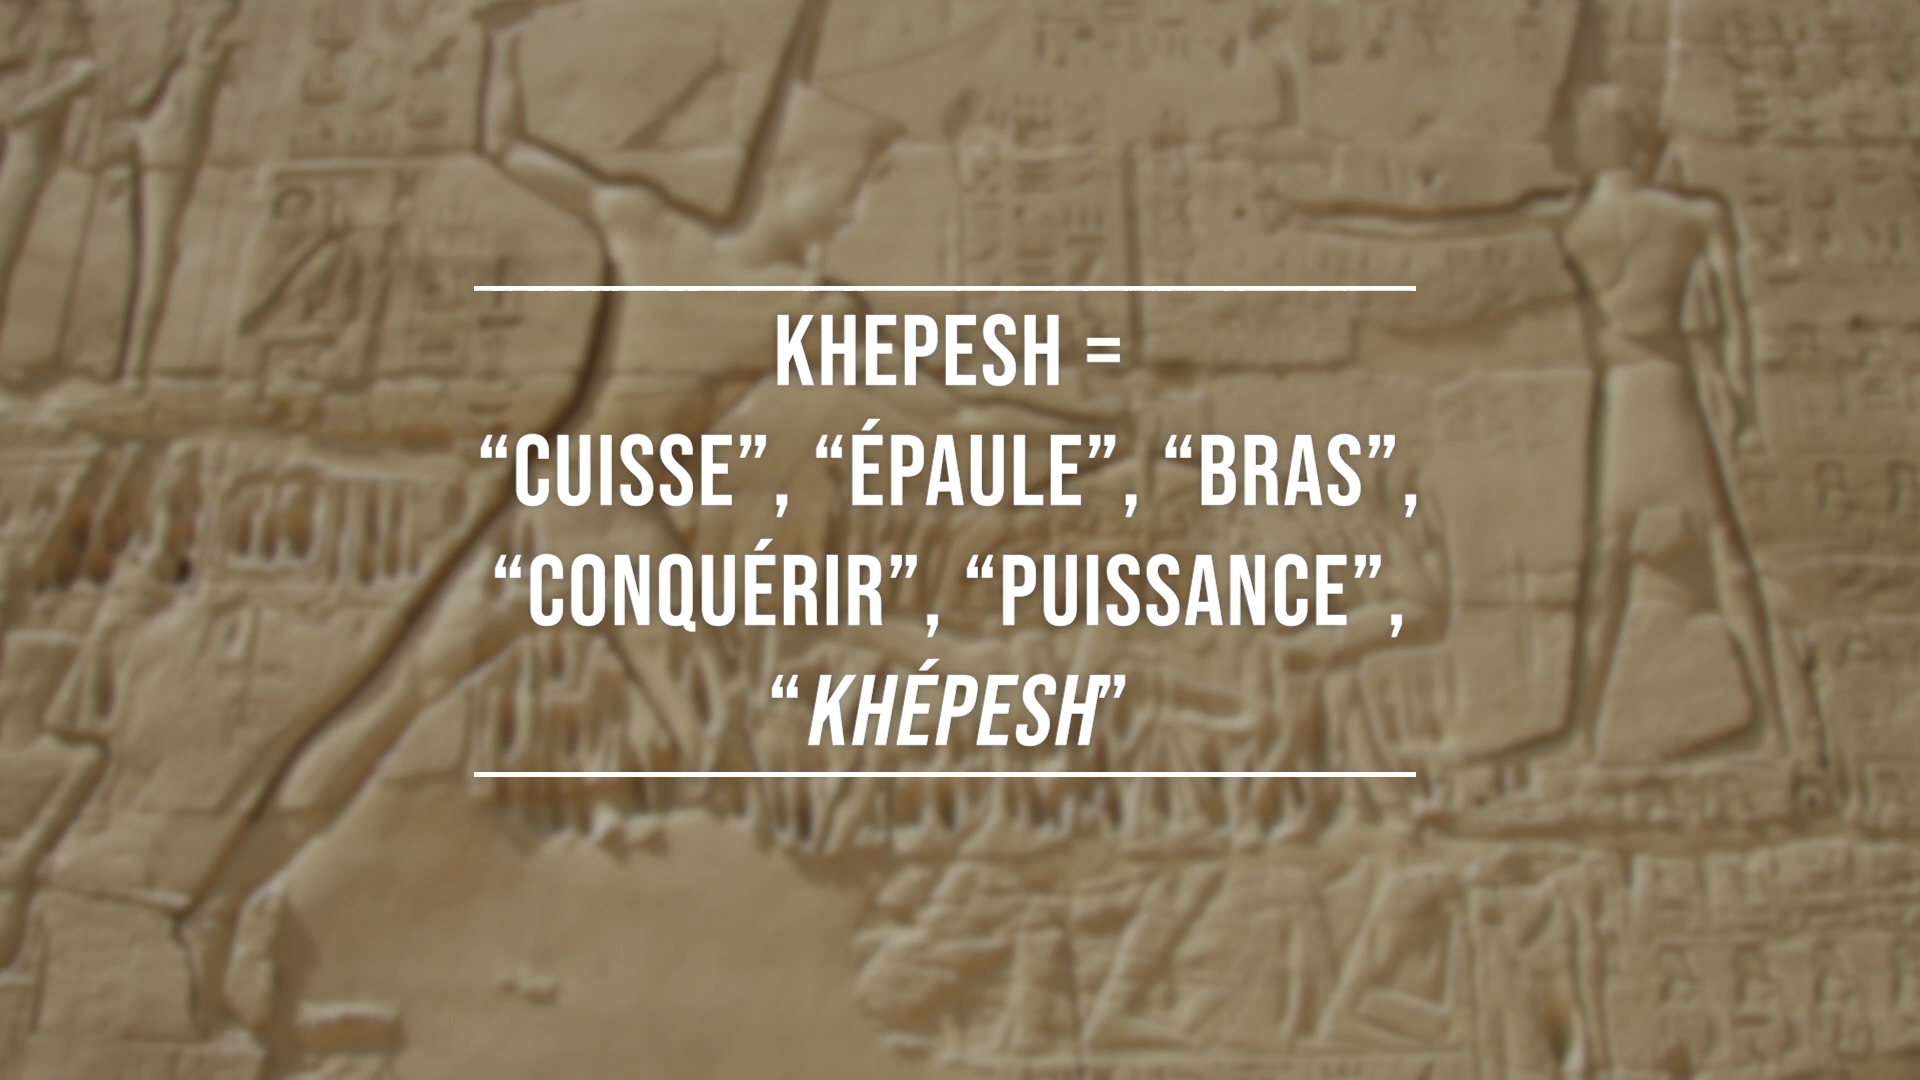 KHEPESH =
“CUISSE”, “ÉPAULE”, “BRAS”,
“CONQUÉRIR”, “PUISSANCE”,
“KHÉPESH”